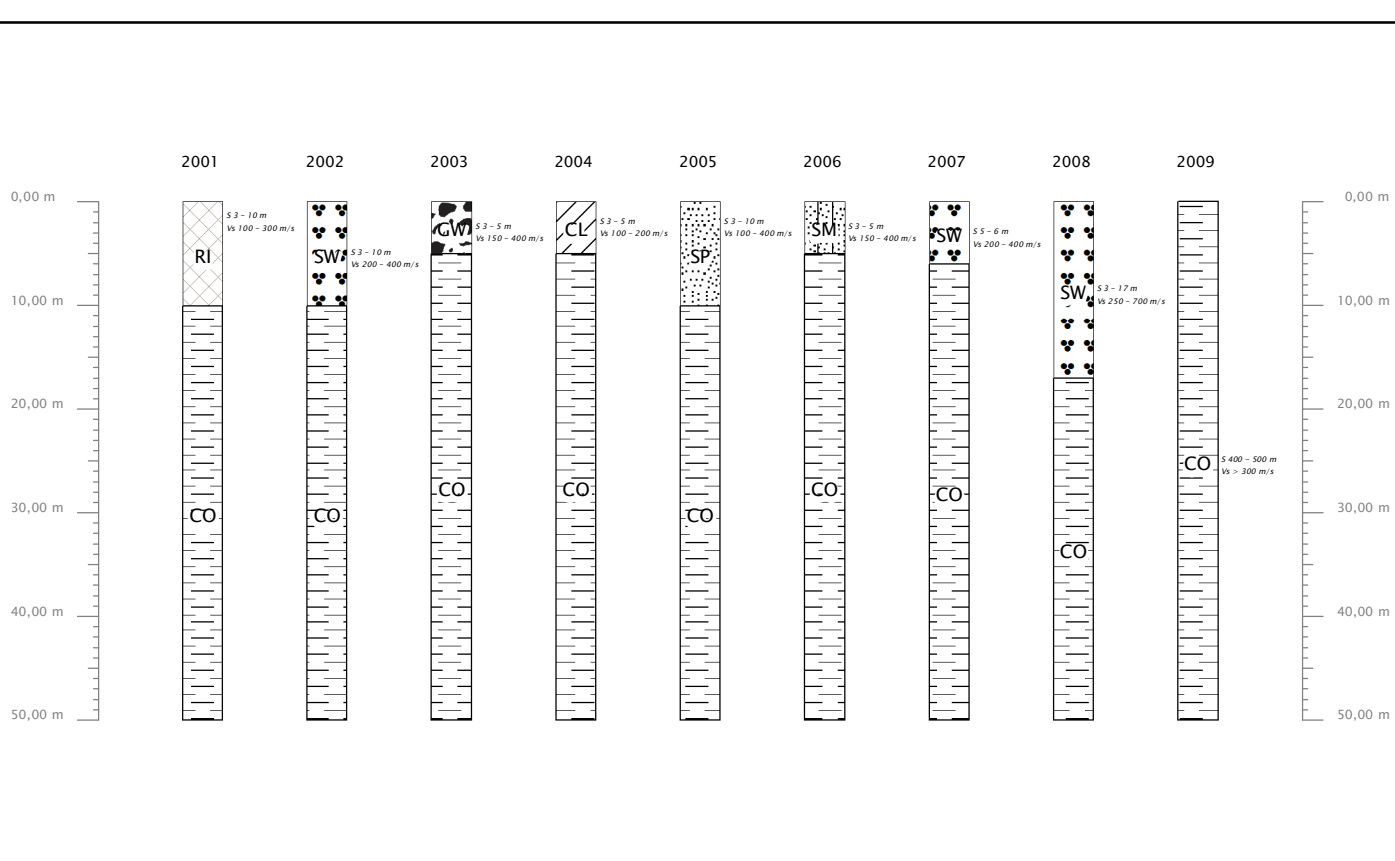 2001 2002 2003 2004 2005 2006 2007 2008 2009
0,00 m 0,00 m
S 3 – 10 m
Vs 100 – 300 m/s
RI
SW
S 3 – 10 m
Vs 200 – 400 m/s
GW
S 3 – 5 m
Vs 150 – 400 m/s
CL
S 3 – 5 m
Vs 100 – 200 m/s
SP
S 3 – 10 m
Vs 100 – 400 m/s
SM
S 3 – 5 m
Vs 150 – 400 m/s
SW
S 5 – 6 m
Vs 200 – 400 m/s
SW
S 3 – 17 m
Vs 250 – 700 m/s
10,00 m 10,00 m
20,00 m 20,00 m
CO
S 400 – 500 m
Vs > 300 m/s
CO CO CO CO
30,00 m 30,00 m
CO CO CO
CO
40,00 m 40,00 m
50,00 m 50,00 m